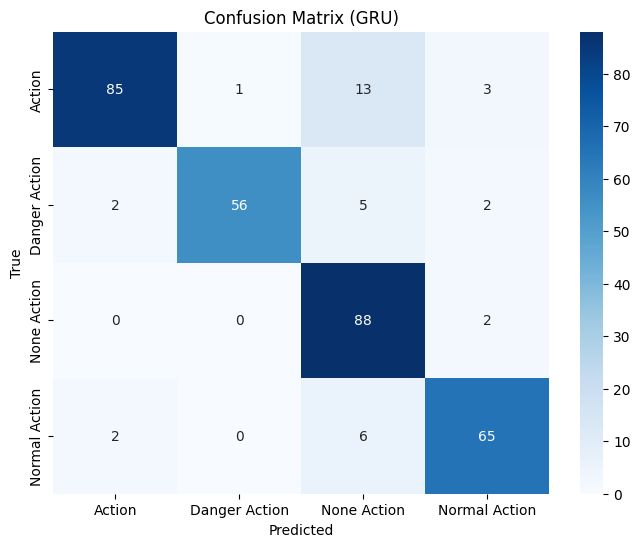 Confusion Matrix (GRU)
True
Action
85 1 13 3
Danger Action
2 56 5 2
None Action
0 0 88 2
Normal Action
2 0 6 65
Action Danger Action None Action Normal Action
Predicted
80
70
60
50
40
30
20
10
0